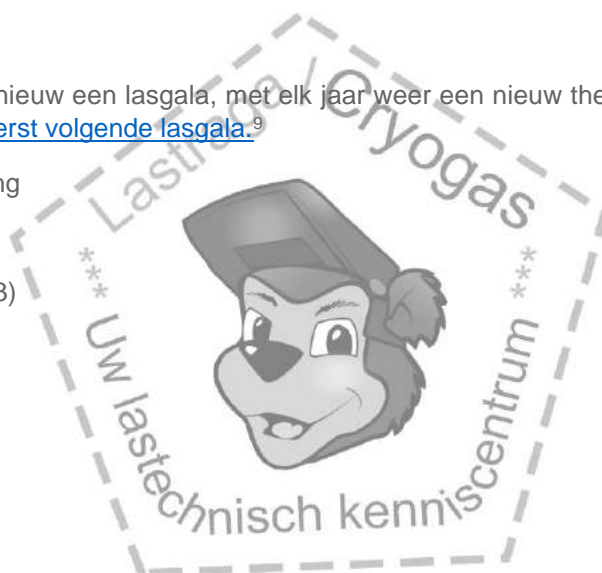 nieuw een lasgala, met elk jaar weer een nieuw the
erst volgende lasgala.9
ng
3)
Lastraga / Cryogas
*** Uw lastechnisch kenniscentrum ***